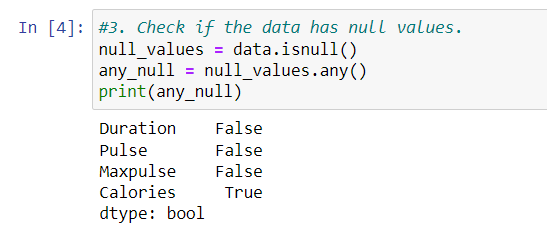 In [4]: #3. Check if the data has null values.
null_values = data.isnull()
any_null = null_values.any()
print(any_null)
Duration    False
Pulse       False
Maxpulse    False
Calories     True
dtype: bool